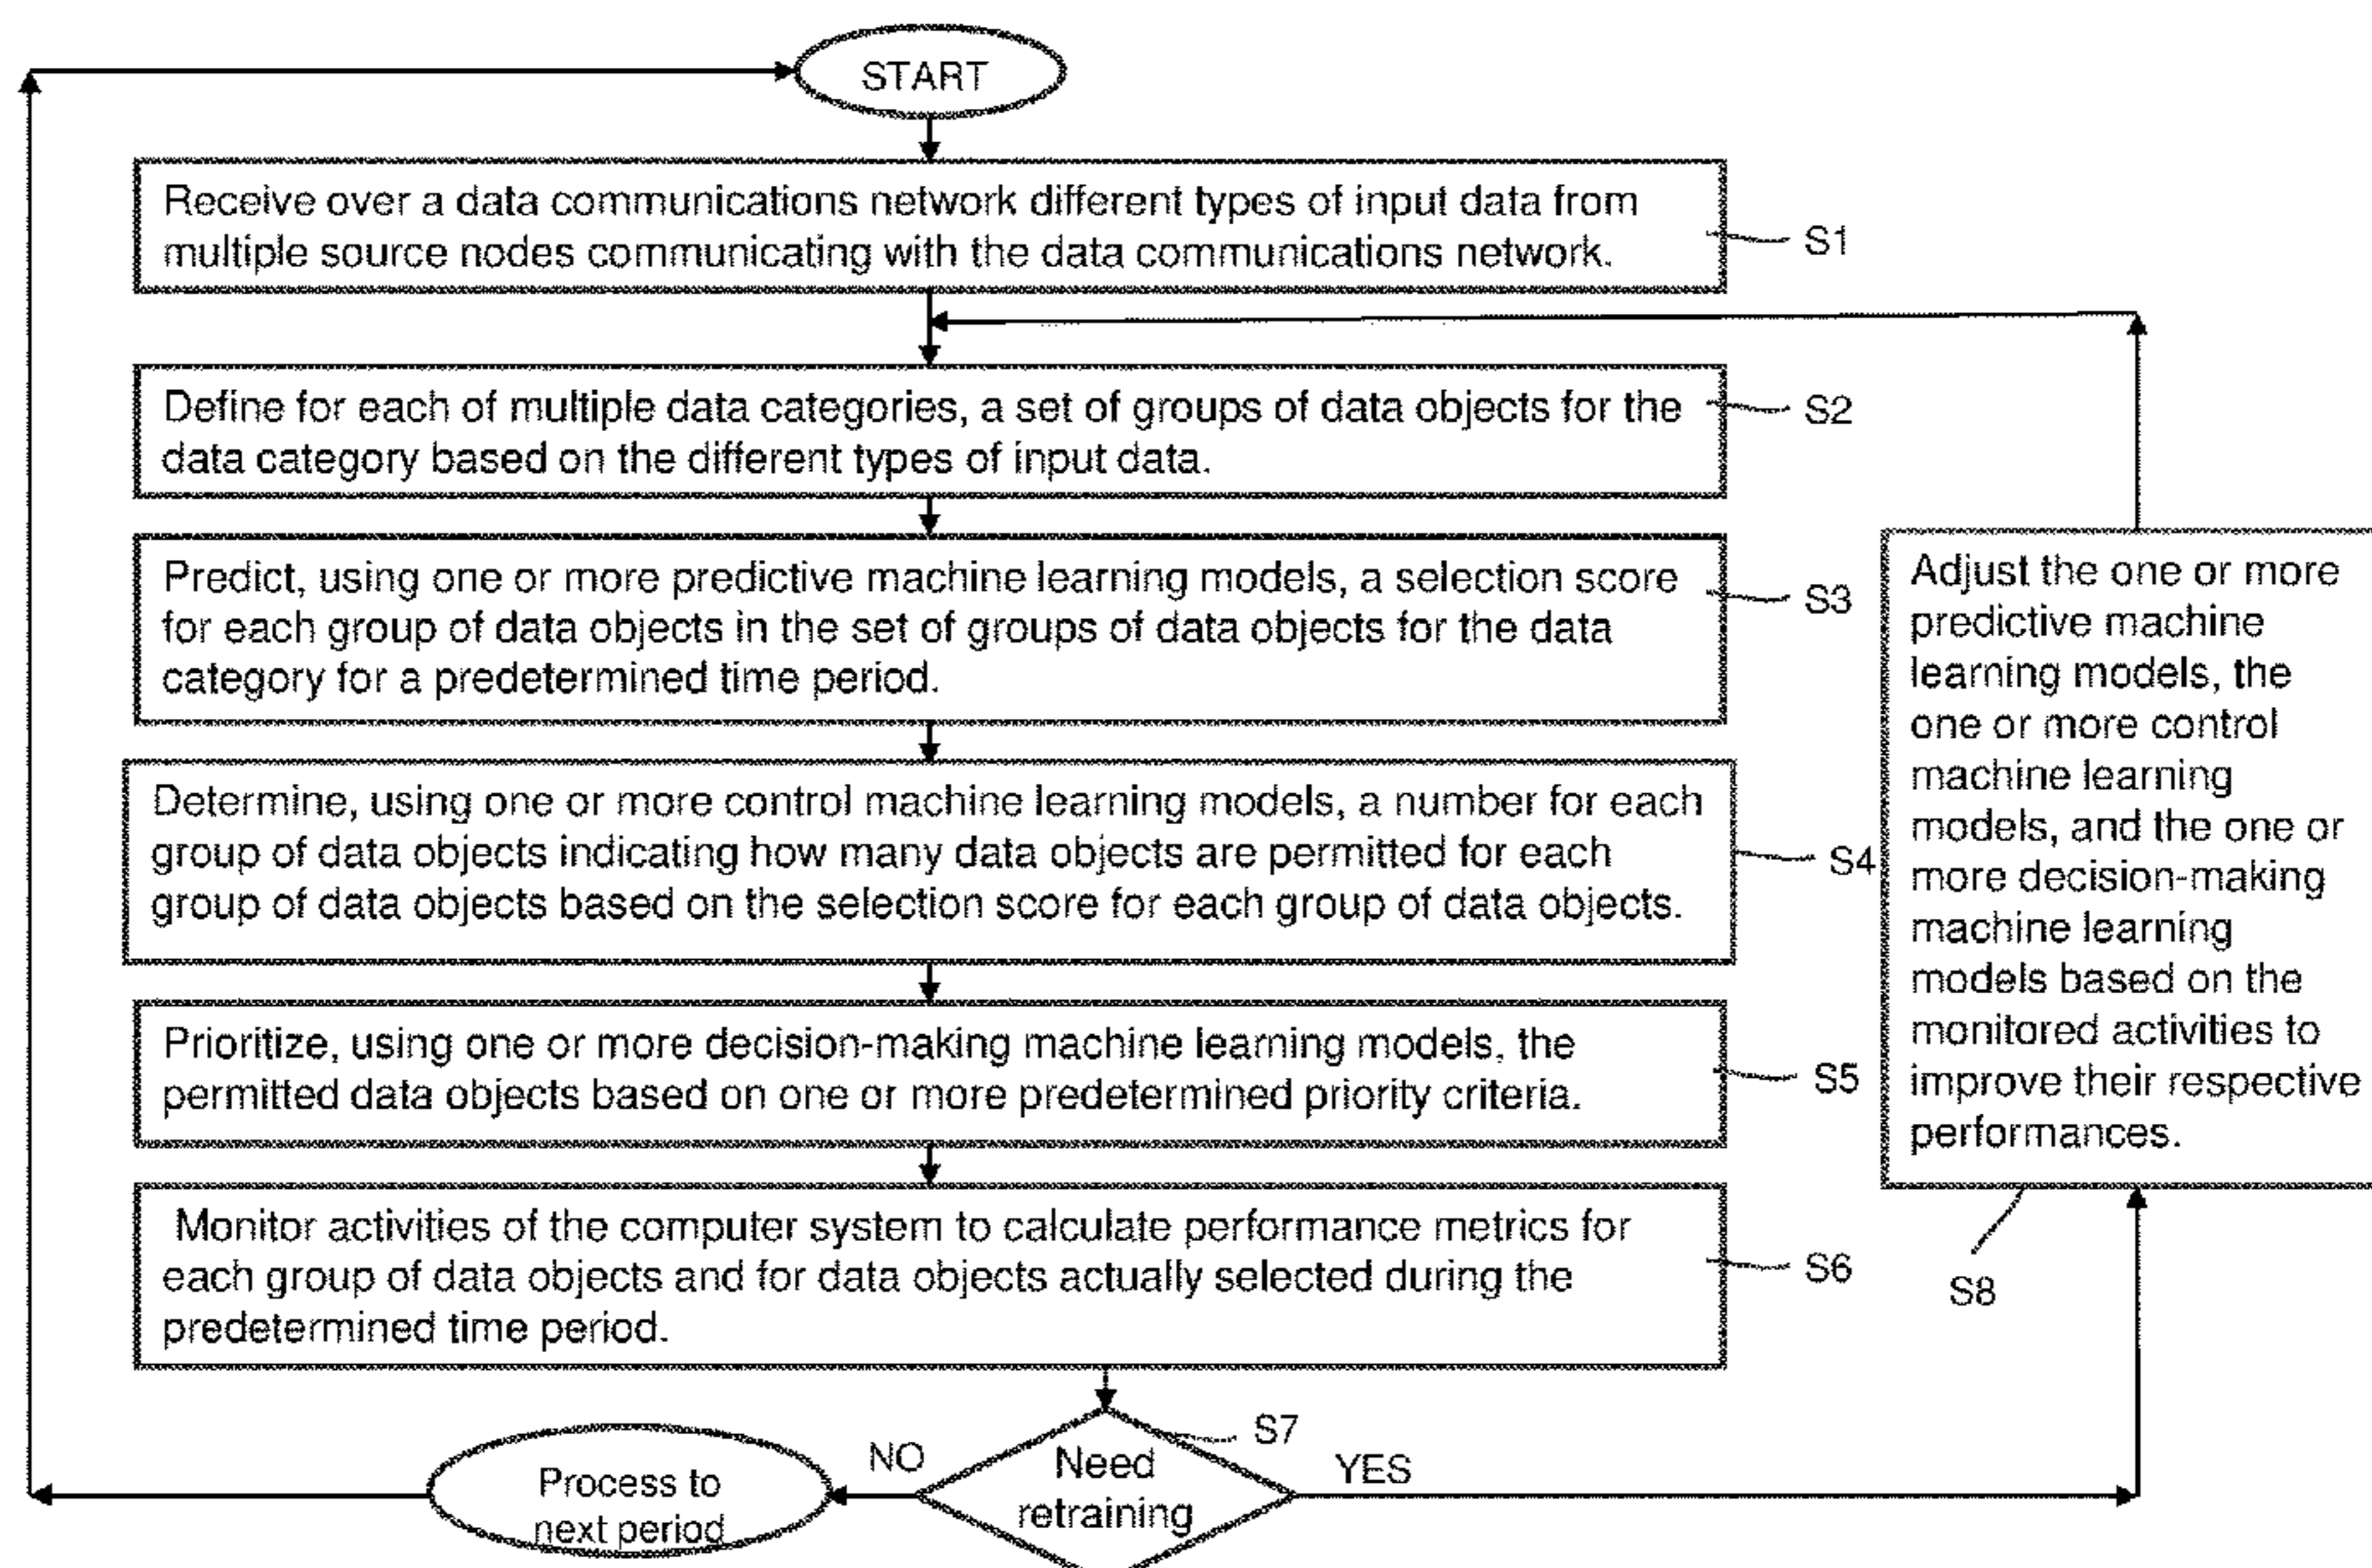 START
Receive over a data communications network different types of input data from
multiple source nodes communicating with the data communications network.
S1
Define for each of multiple data categories, a set of groups of data objects for the
data category based on the different types of input data.
S2
Predict, using one or more predictive machine learning models, a selection score
for each group of data objects in the set of groups of data objects for the data
category for a predetermined time period.
S3
Determine, using one or more control machine learning models, a number for each
group of data objects indicating how many data objects are permitted for each
group of data objects based on the selection score for each group of data objects.
S4
Prioritize, using one or more decision-making machine learning models, the
permitted data objects based on one or more predetermined priority criteria.
S5
Monitor activities of the computer system to calculate performance metrics for
each group of data objects and for data objects actually selected during the
predetermined time period.
S6
S7
Need
retraining
NO
YES
Process to
next period
Adjust the one or more
predictive machine
learning models, the
one or more control
machine learning
models, and the one or
more decision-making
machine learning
models based on the
monitored activities to
improve their respective
performances.
S8